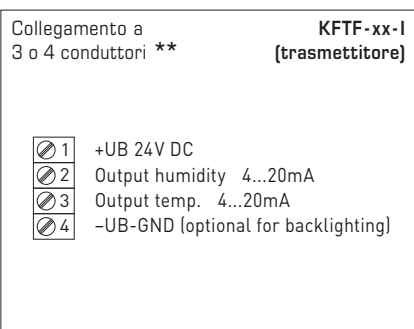 Collegamento a
3 o 4 conduttori **
KFTF-xx-I
(trasmettitore)
1 +UB 24V DC
2 Output humidity 4...20mA
3 Output temp. 4...20mA
4 –UB-GND (optional for backlighting)